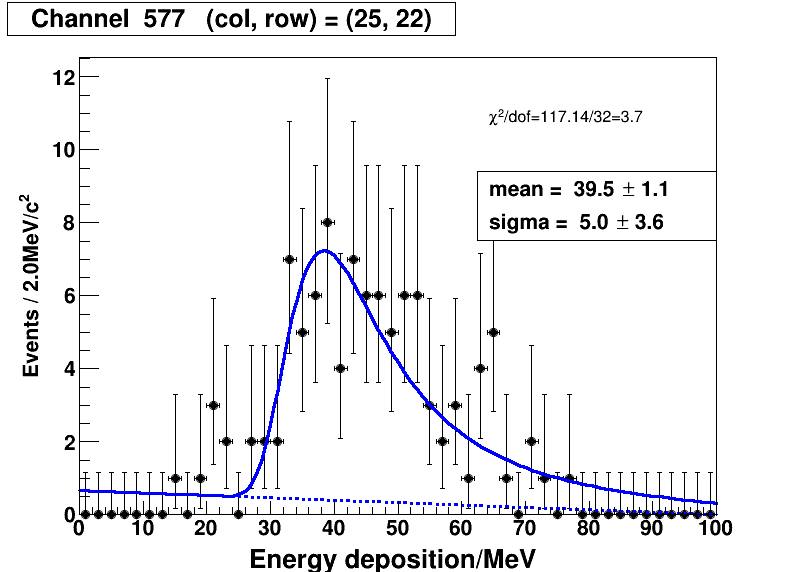 Channel 577 (col, row) = (25, 22)
χ²/dof=117.14/32=3.7
mean = 39.5 ± 1.1
sigma = 5.0 ± 3.6
Events / 2.0MeV/c²
12
10
8
6
4
2
0
0 10 20 30 40 50 60 70 80 90 100
Energy deposition/MeV